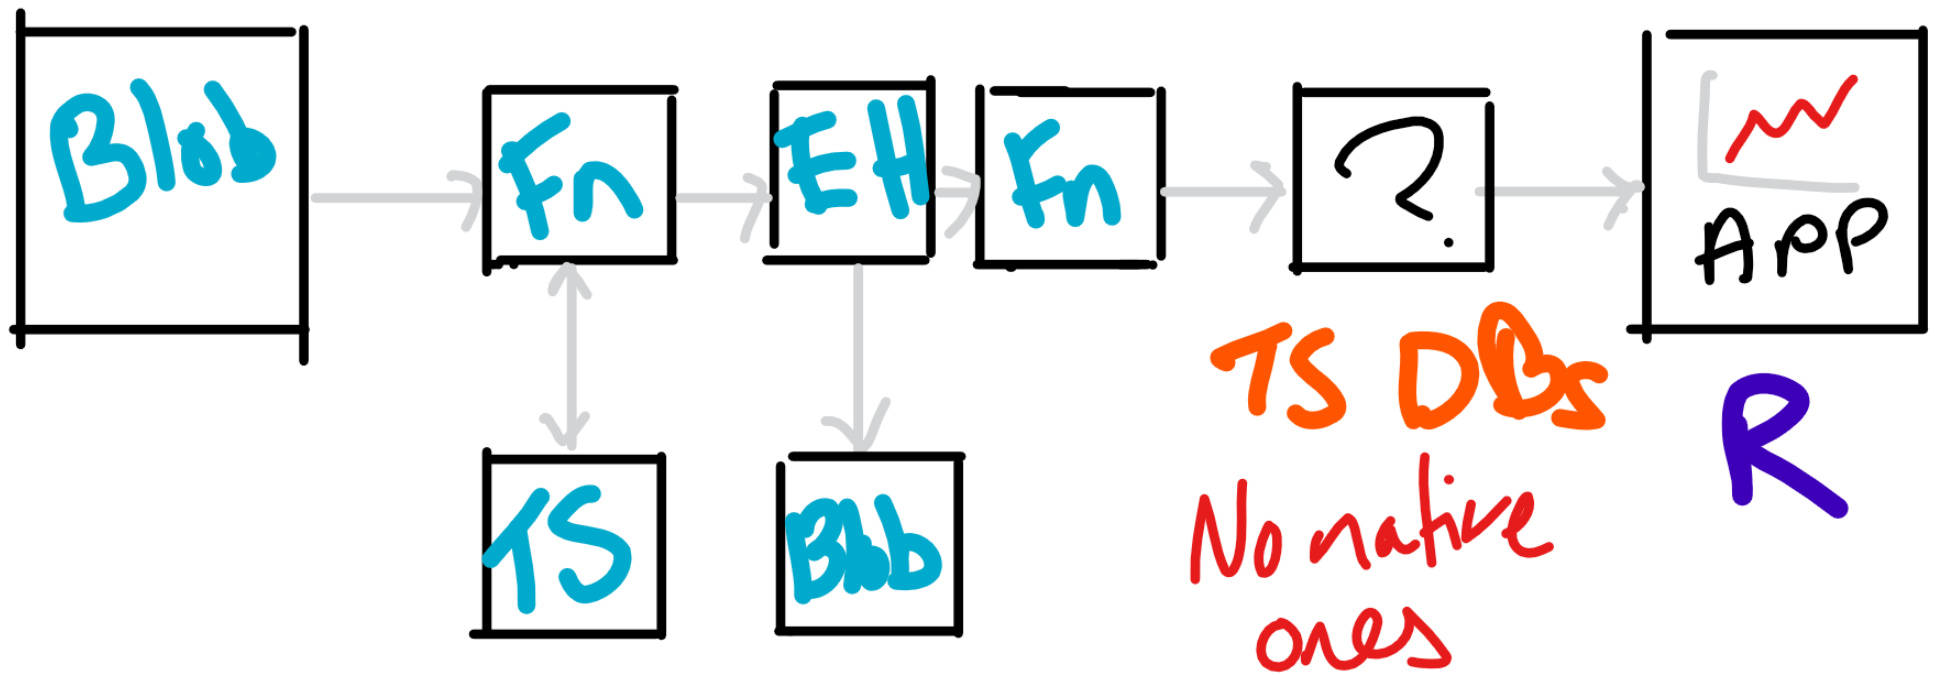 Blob
Fn
EH
Fn
?
APP
TS
Blob
TS DBs
No native
ones
R